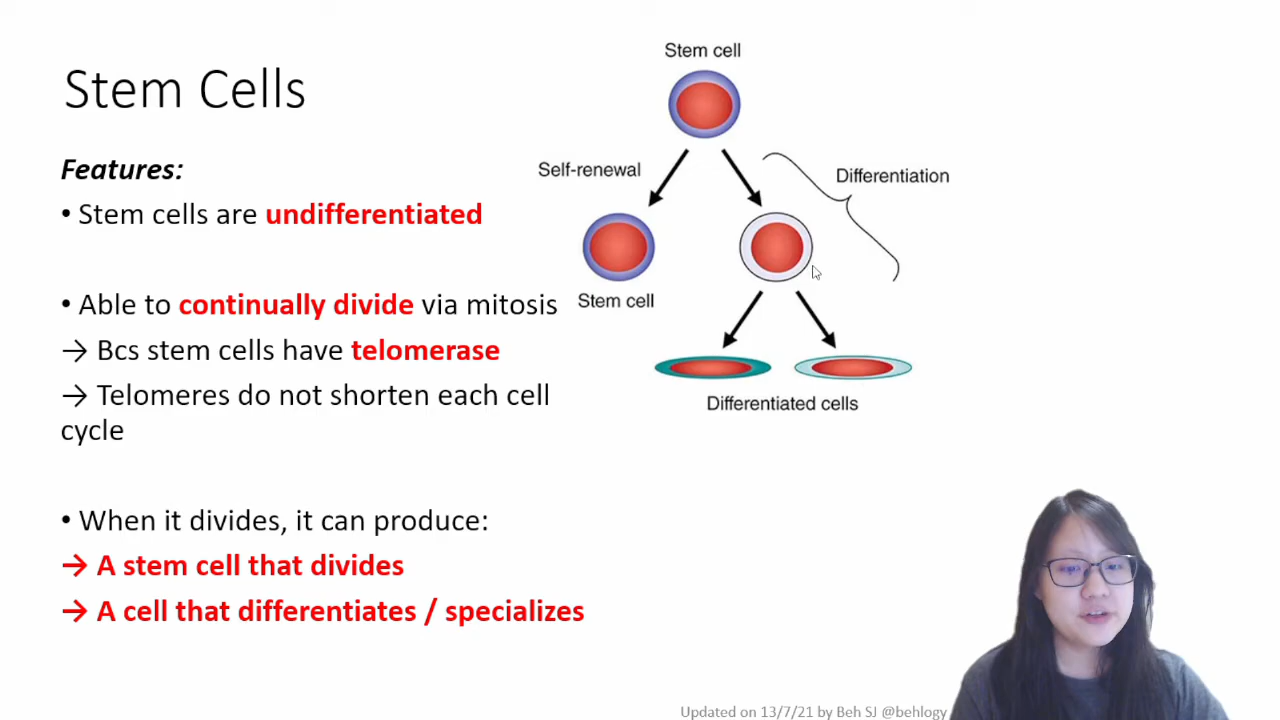 Stem Cells
Features:
• Stem cells are undifferentiated
• Able to continually divide via mitosis
→ Bcs stem cells have telomerase
→ Telomeres do not shorten each cell
cycle
• When it divides, it can produce:
→ A stem cell that divides
→ A cell that differentiates / specializes
Stem cell
Self-renewal
Differentiation
Stem cell
Differentiated cells
Updated on 13/7/21 by Beh SJ @behlogy